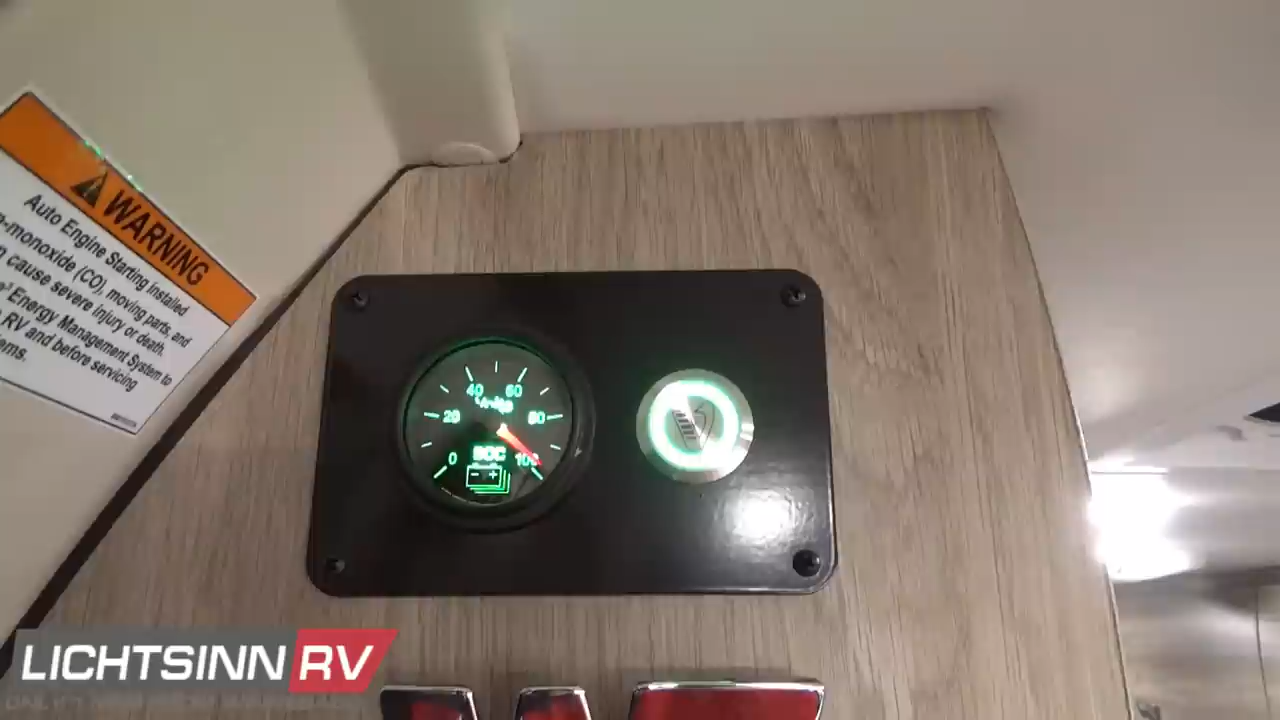 WARNING
Auto Engine Starting Installed
-monoxide (CO), moving parts, and
cause severe injury or death.
Energy Management System to
RV and before servicing
40 60
Volts
20 80
SOC
0 100
LICHTSINN RV